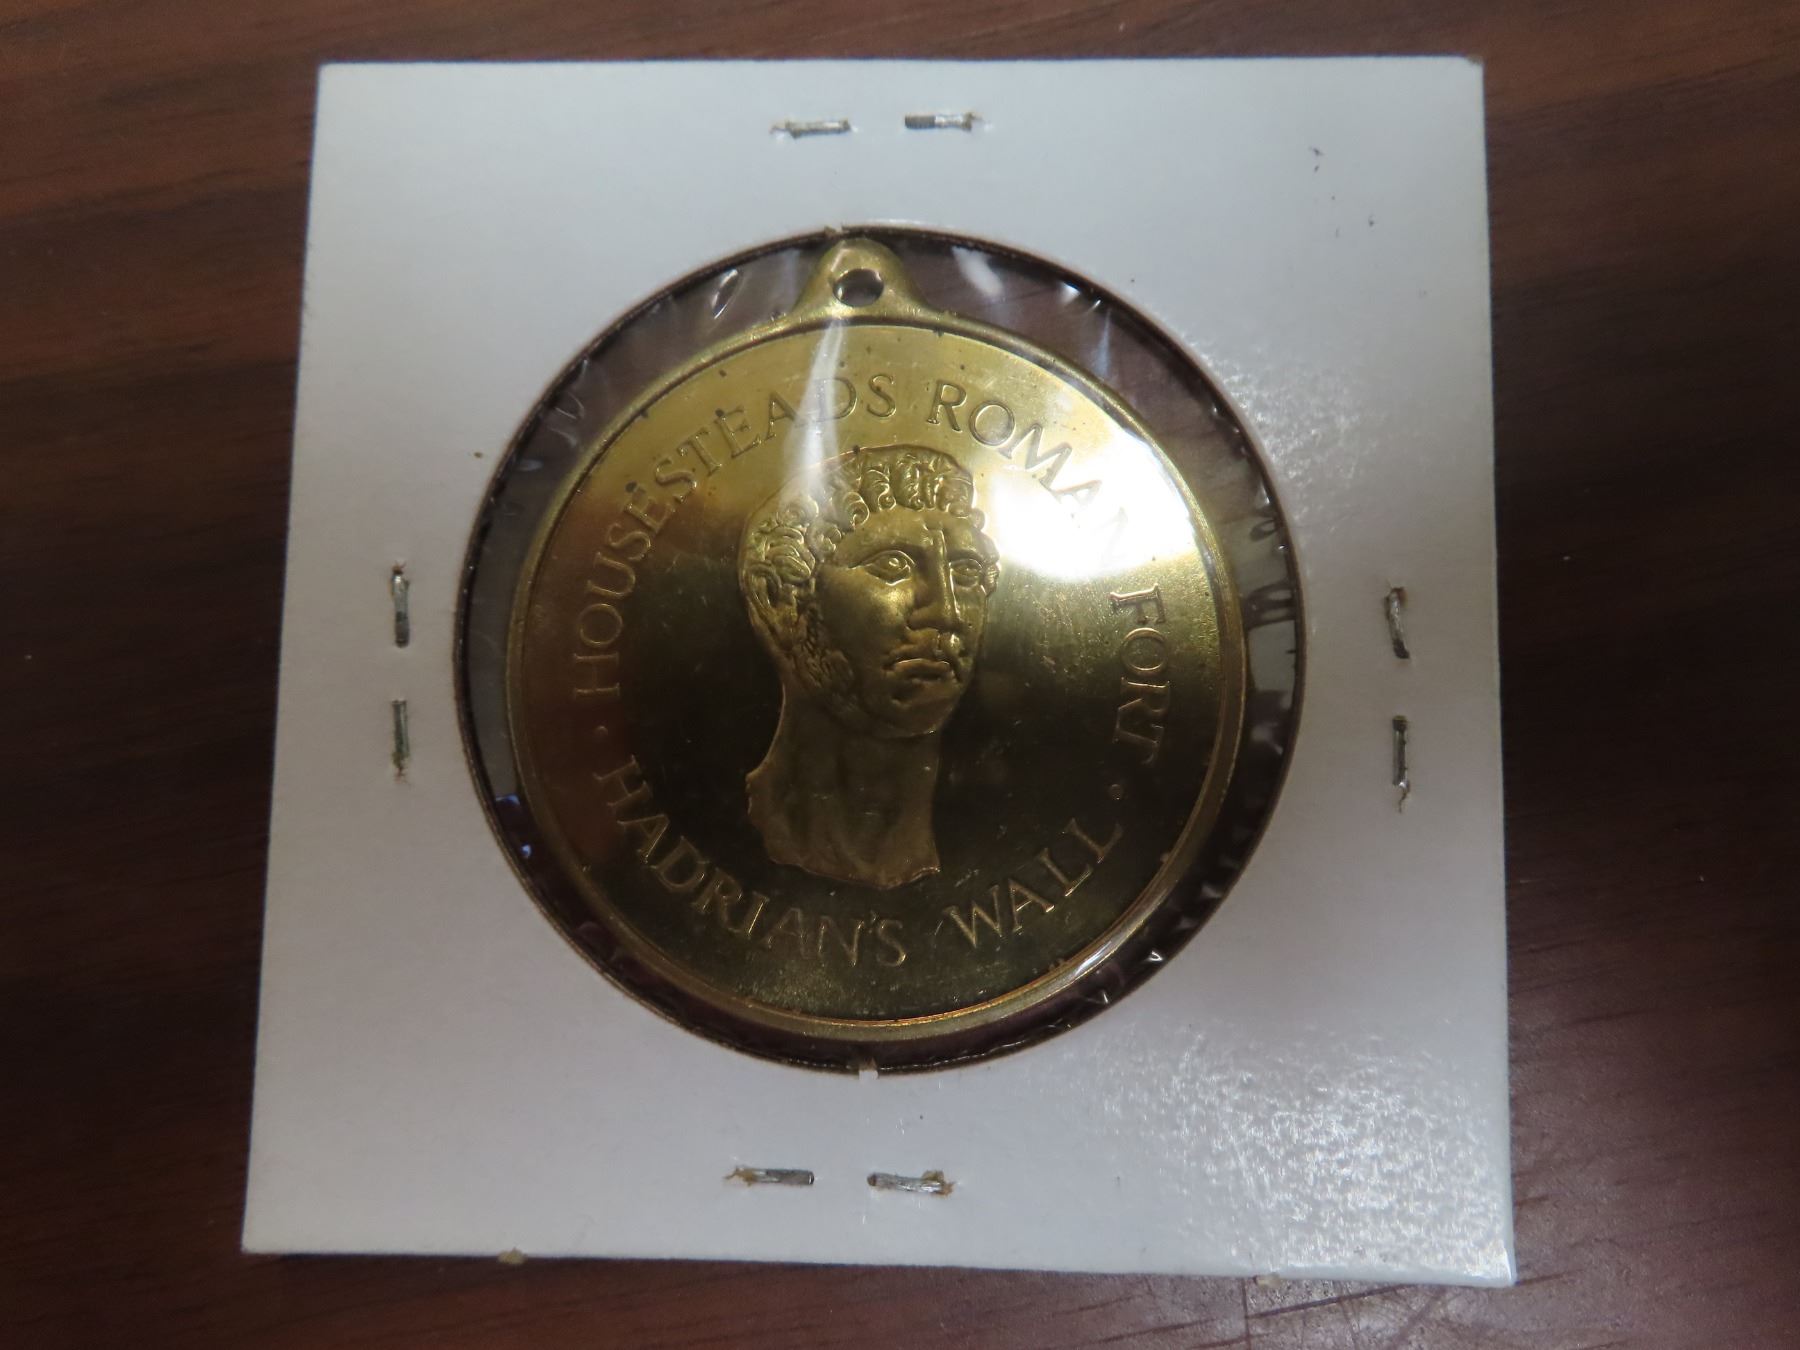 · HOUSESTEADS ROMAN FORT ·
HADRIAN'S WALL